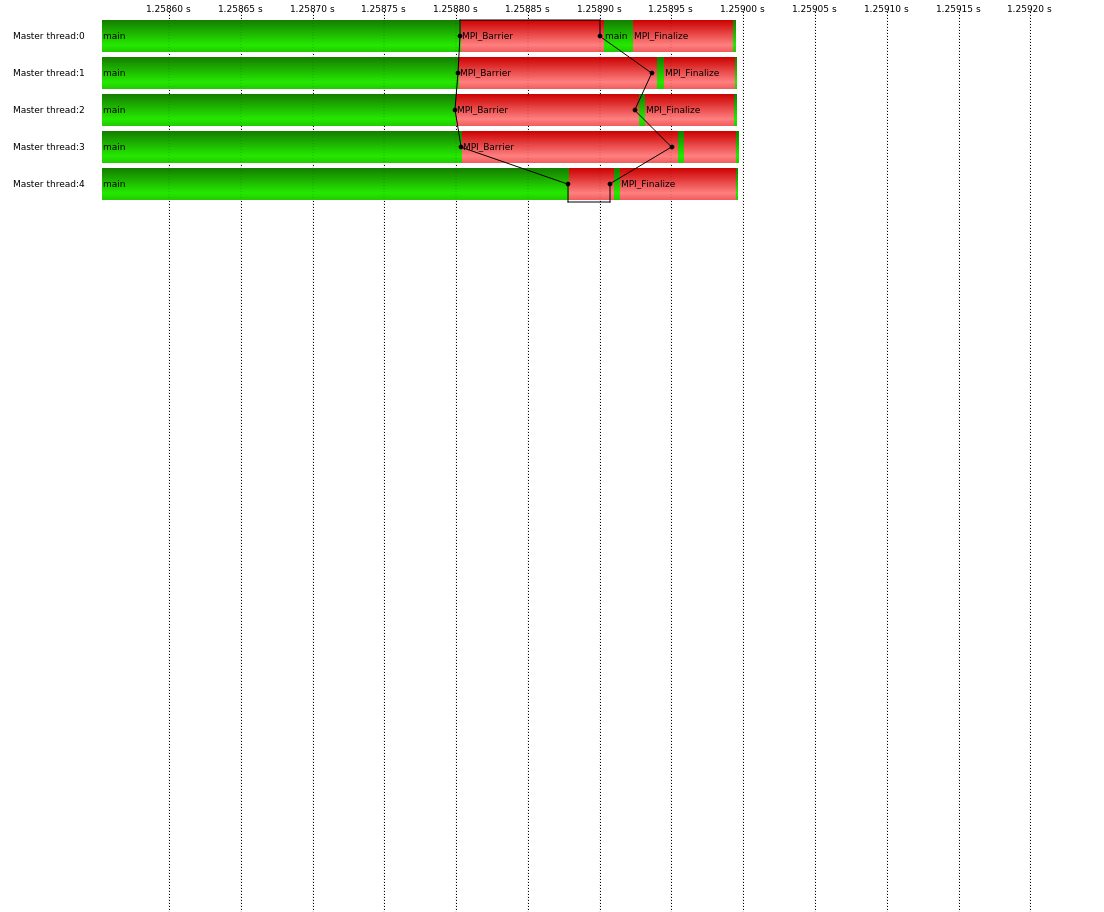 1.25860 s 1.25865 s 1.25870 s 1.25875 s 1.25880 s 1.25885 s 1.25890 s 1.25895 s 1.25900 s 1.25905 s 1.25910 s 1.25915 s 1.25920 s
Master thread:0 main MPI_Barrier main MPI_Finalize
Master thread:1 main MPI_Barrier MPI_Finalize
Master thread:2 main MPI_Barrier MPI_Finalize
Master thread:3 main MPI_Barrier
Master thread:4 main MPI_Finalize